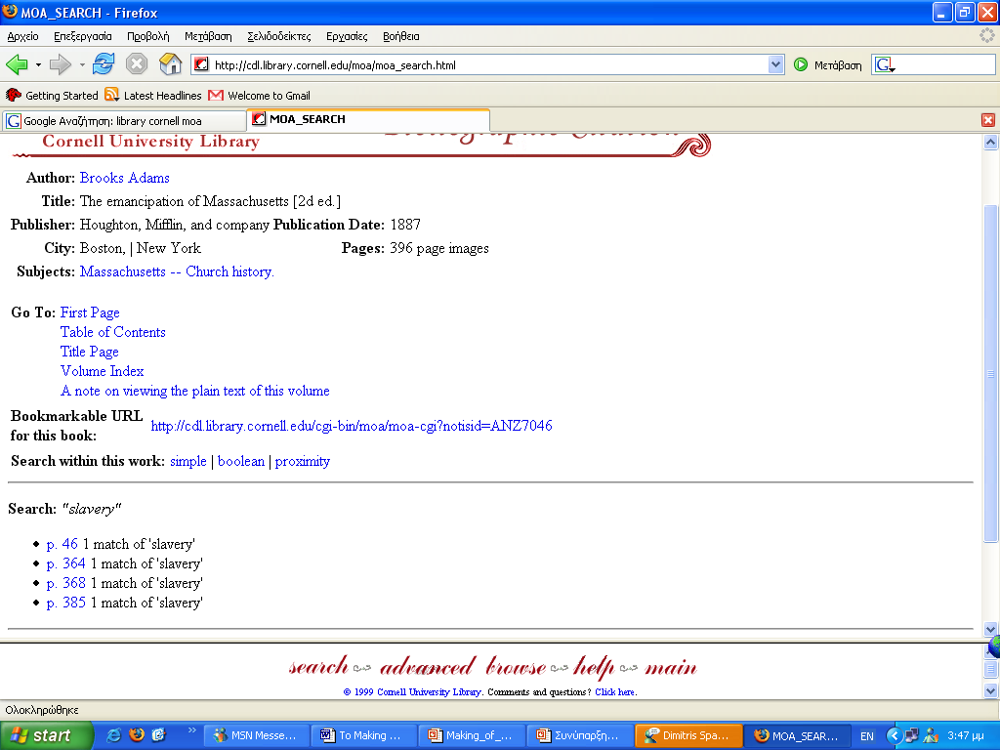 MOA_SEARCH - Firefox
Αρχείο Επεξεργασία Προβολή Μετάβαση Σελιδοδείκτες Εργασίες Βοήθεια
http://cdl.library.cornell.edu/moa/moa_search.html Μετάβαση
Getting Started Latest Headlines Welcome to Gmail
Google Αναζήτηση: library cornell moa MOA_SEARCH
Cornell University Library
Author: Brooks Adams
Title: The emancipation of Massachusetts [2d ed.]
Publisher: Houghton, Mifflin, and company Publication Date: 1887
City: Boston, | New York Pages: 396 page images
Subjects: Massachusetts -- Church history.
Go To: First Page
Table of Contents
Title Page
Volume Index
A note on viewing the plain text of this volume
Bookmarkable URL
for this book: http://cdl.library.cornell.edu/cgi-bin/moa/moa-cgi?notisid=ANZ7046
Search within this work: simple | boolean | proximity
Search: "slavery"
p. 46 1 match of 'slavery'
p. 364 1 match of 'slavery'
p. 368 1 match of 'slavery'
p. 385 1 match of 'slavery'
search advanced browse help main
© 1999 Cornell University Library. Comments and questions? Click here.
Ολοκληρώθηκε
start MSN Messe... Το Making ... Making_of_... Συνύπαρξη... Dimitris Spa... MOA_SEAR... EN 3:47 μμ